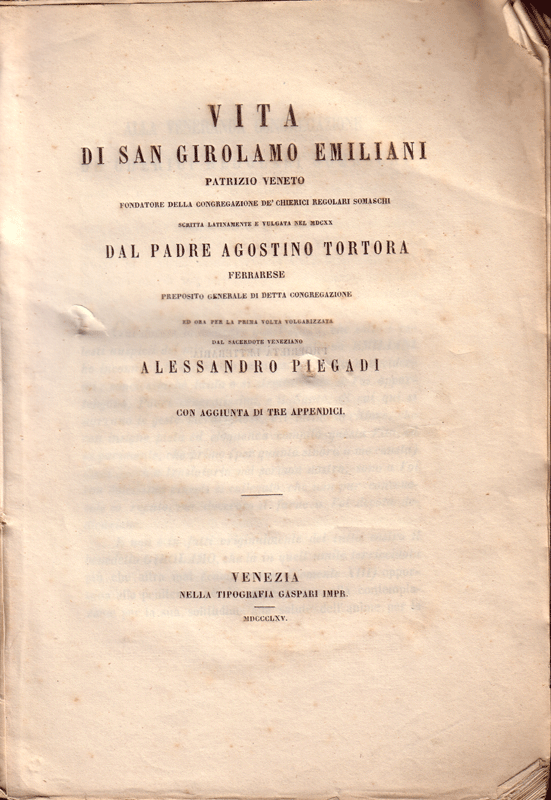 VITA
DI SAN GIROLAMO EMILIANI
PATRIZIO VENETO
FONDATORE DELLA CONGREGAZIONE DE' CHIERICI REGOLARI SOMASCHI
SCRITTA LATINAMENTE E VULGATA NEL MDCXX
DAL PADRE AGOSTINO TORTORA
FERRARESE
PREPOSITO GENERALE DI DETTA CONGREGAZIONE
ED ORA PER LA PRIMA VOLTA VOLGARIZZATA
DAL SACERDOTE VENEZIANO
ALESSANDRO PIEGADI
CON AGGIUNTA DI TRE APPENDICI.
VENEZIA
NELLA TIPOGRAFIA GASPARI IMPR.
MDCCCLXV.